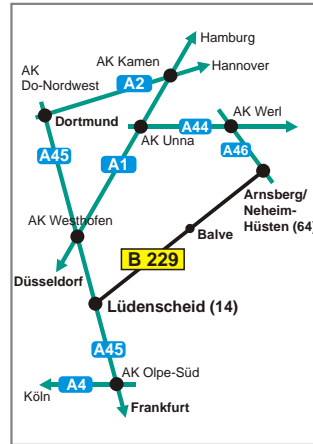 Hamburg
AK Kamen
Hannover
AK
Do-Nordwest
A2
Dortmund
AK Werl
A44
AK Unna
A45
A1
A46
Arnsberg/
Neheim-
Hüsten (64)
AK Westhofen
Balve
B 229
Düsseldorf
Lüdenscheid (14)
A45
AK Olpe-Süd
A4
Köln
Frankfurt